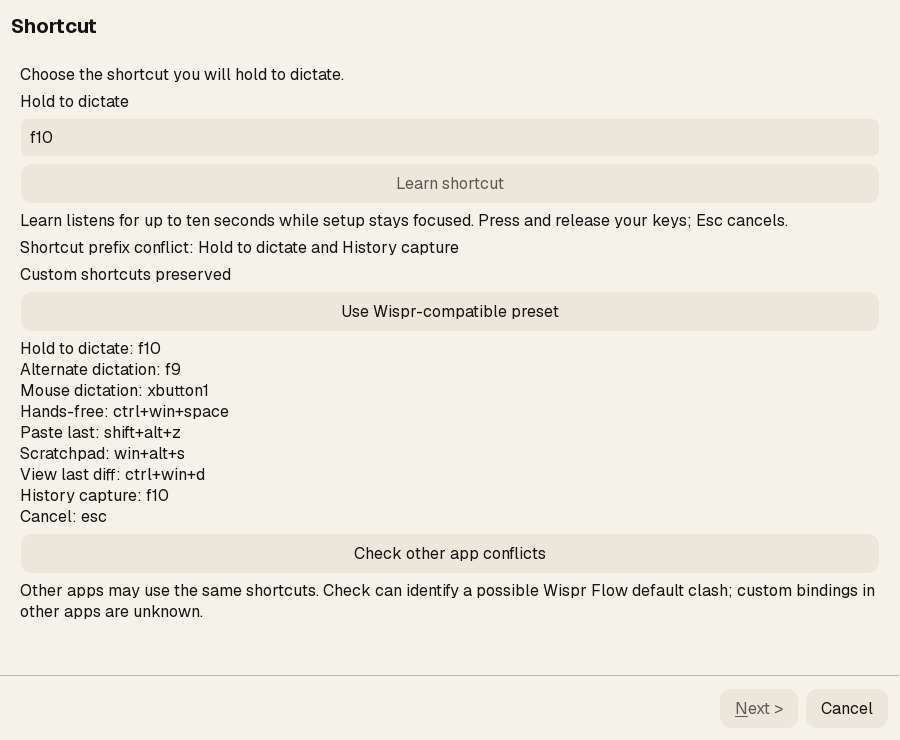 Shortcut
Choose the shortcut you will hold to dictate.
Hold to dictate
f10
Learn shortcut
Learn listens for up to ten seconds while setup stays focused. Press and release your keys; Esc cancels.
Shortcut prefix conflict: Hold to dictate and History capture
Custom shortcuts preserved
Use Wispr-compatible preset
Hold to dictate: f10
Alternate dictation: f9
Mouse dictation: xbutton1
Hands-free: ctrl+win+space
Paste last: shift+alt+z
Scratchpad: win+alt+s
View last diff: ctrl+win+d
History capture: f10
Cancel: esc
Check other app conflicts
Other apps may use the same shortcuts. Check can identify a possible Wispr Flow default clash; custom bindings in
other apps are unknown.
Next >
Cancel